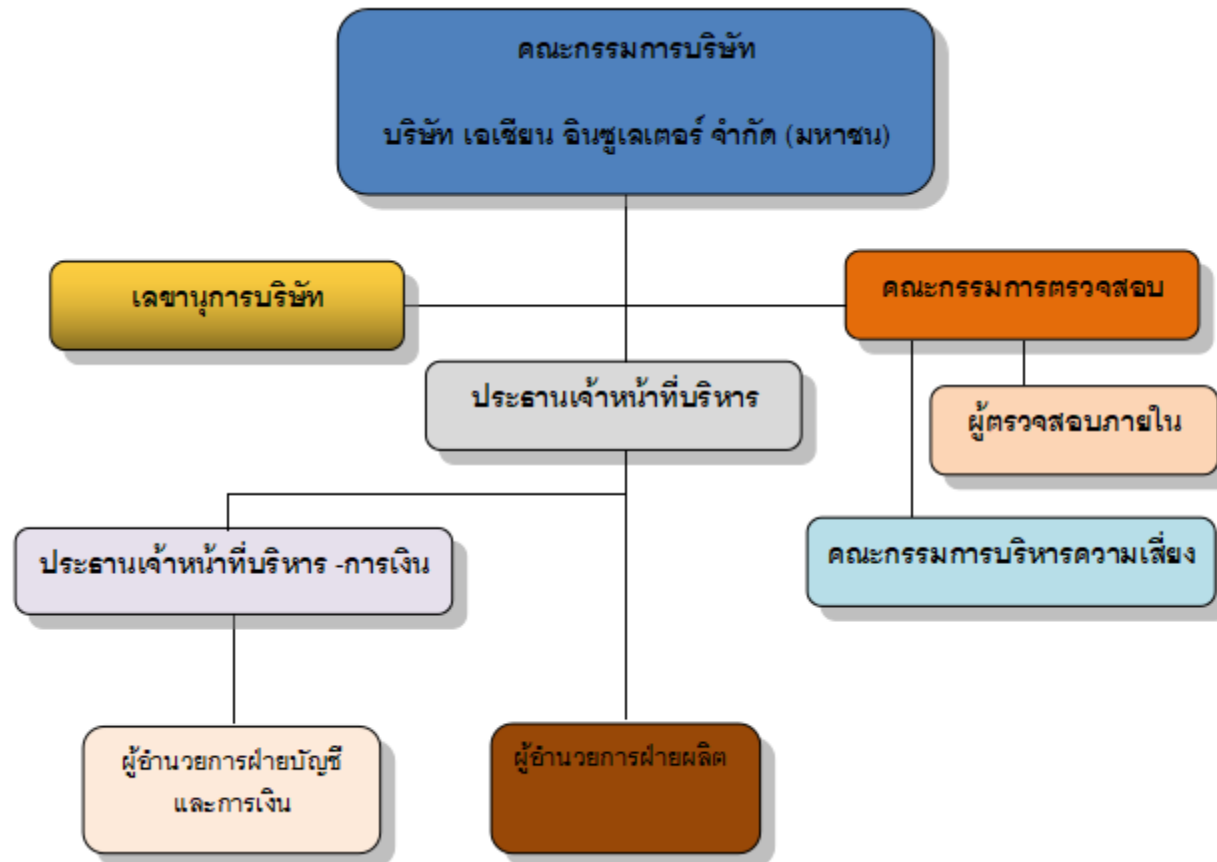 คณะกรรมการบริษัท
บริษัท เอเชียน อินซูเลเตอร์ จำกัด (มหาชน)
เลขานุการบริษัท
คณะกรรมการตรวจสอบ
ประธานเจ้าหน้าที่บริหาร
ผู้ตรวจสอบภายใน
ประธานเจ้าหน้าที่บริหาร -การเงิน
คณะกรรมการบริหารความเสี่ยง
ผู้อำนวยการฝ่ายบัญชี
และการเงิน
ผู้อำนวยการฝ่ายผลิต